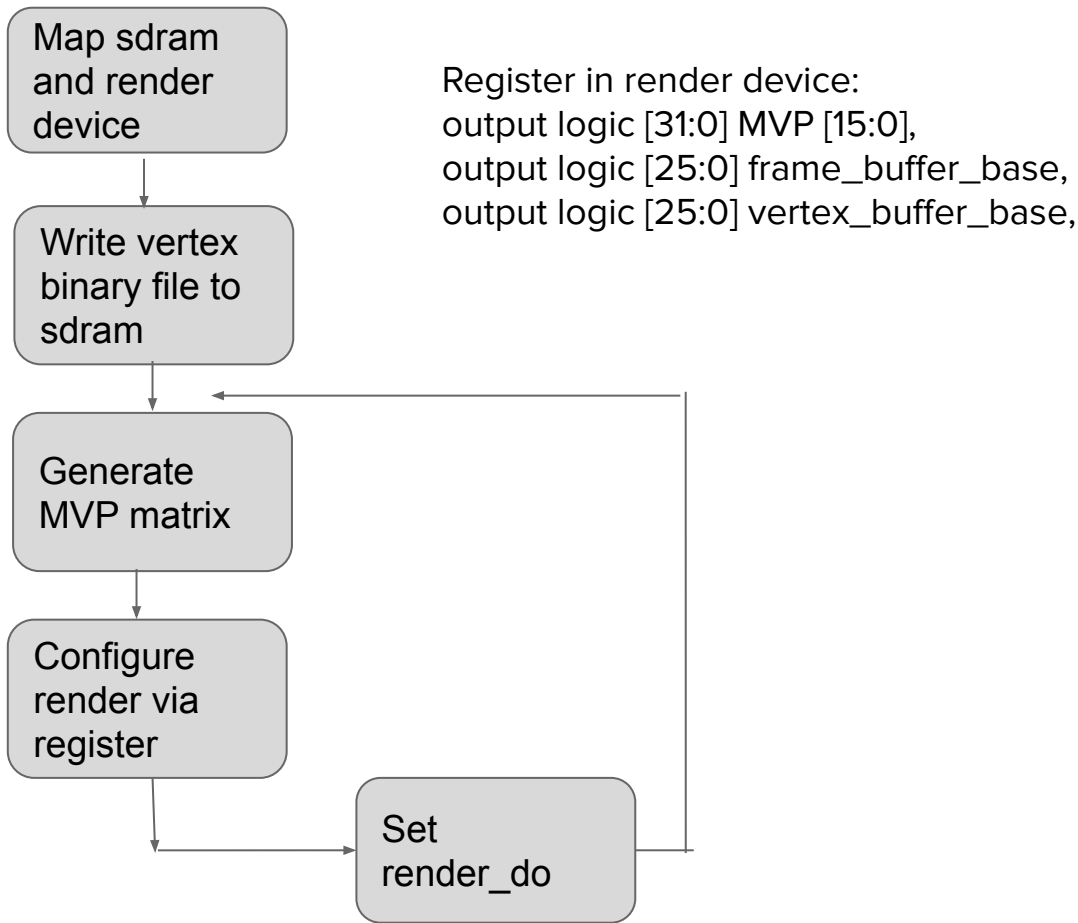 Map sdram
and render
device
Register in render device:
output logic [31:0] MVP [15:0],
output logic [25:0] frame_buffer_base,
output logic [25:0] vertex_buffer_base,
Write vertex
binary file to
sdram
Generate
MVP matrix
Configure
render via
register
Set
render_do